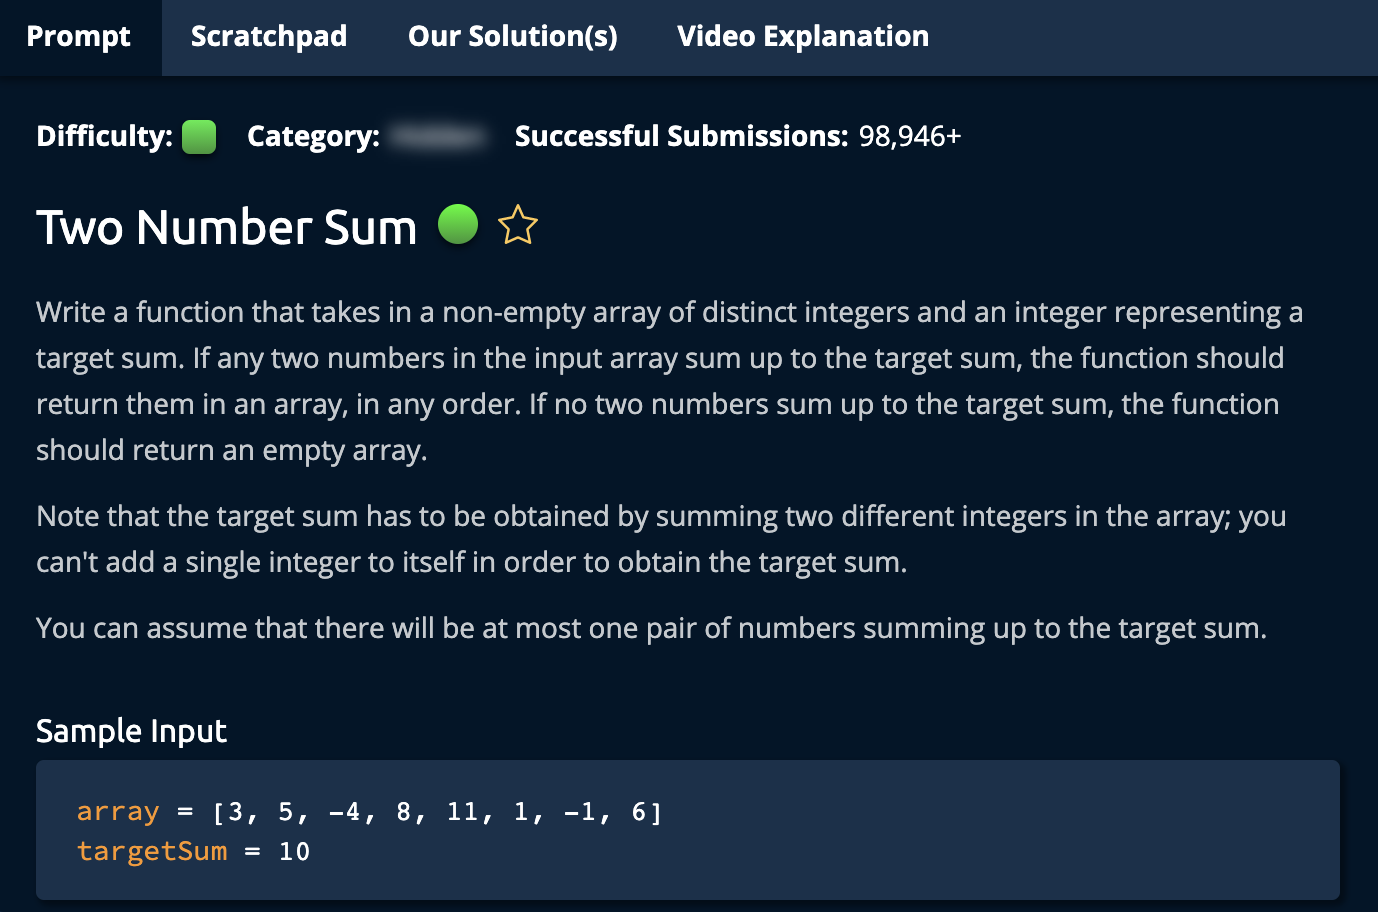 Prompt Scratchpad Our Solution(s) Video Explanation
Difficulty: Category: Successful Submissions: 98,946+
Two Number Sum
Write a function that takes in a non-empty array of distinct integers and an integer representing a
target sum. If any two numbers in the input array sum up to the target sum, the function should
return them in an array, in any order. If no two numbers sum up to the target sum, the function
should return an empty array.
Note that the target sum has to be obtained by summing two different integers in the array; you
can't add a single integer to itself in order to obtain the target sum.
You can assume that there will be at most one pair of numbers summing up to the target sum.
Sample Input
array = [3, 5, -4, 8, 11, 1, -1, 6]
targetSum = 10